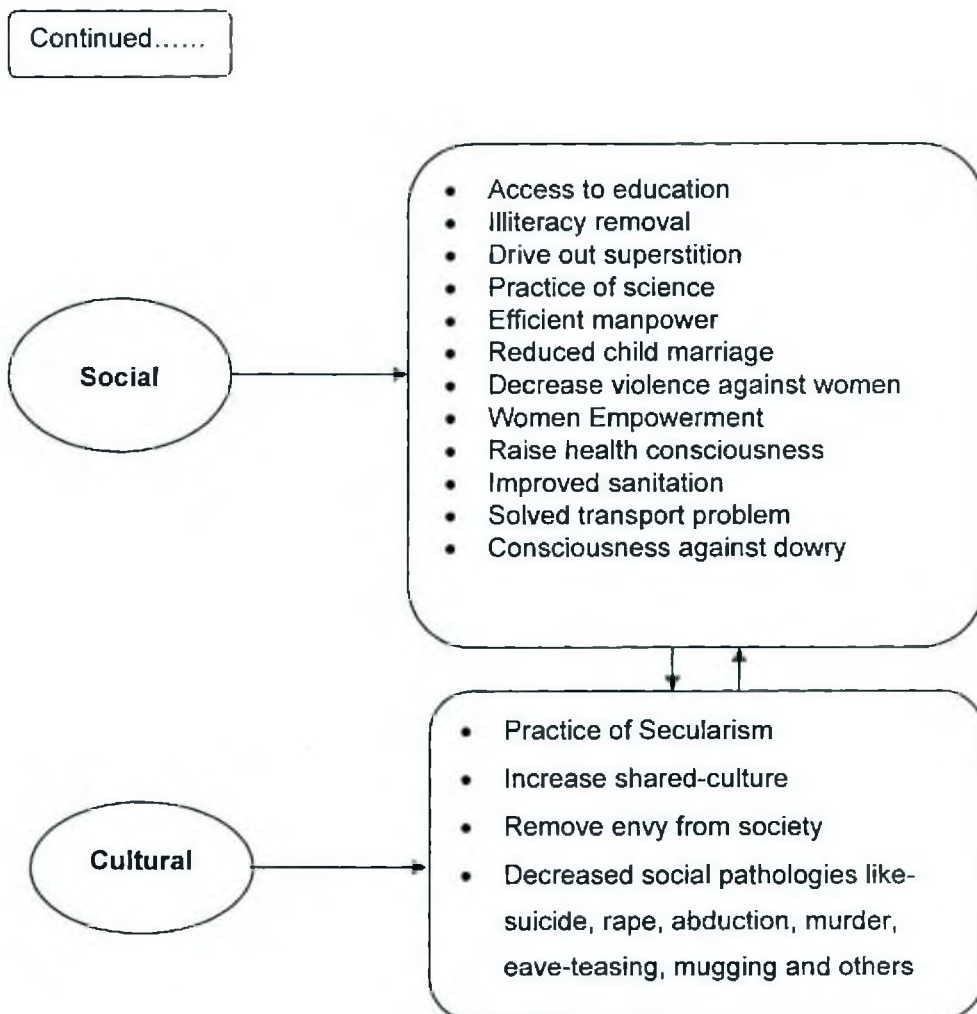 Continued......
Social
• Access to education
• Illiteracy removal
• Drive out superstition
• Practice of science
• Efficient manpower
• Reduced child marriage
• Decrease violence against women
• Women Empowerment
• Raise health consciousness
• Improved sanitation
• Solved transport problem
• Consciousness against dowry
Cultural
• Practice of Secularism
• Increase shared-culture
• Remove envy from society
• Decreased social pathologies like-
suicide, rape, abduction, murder,
eave-teasing, mugging and others